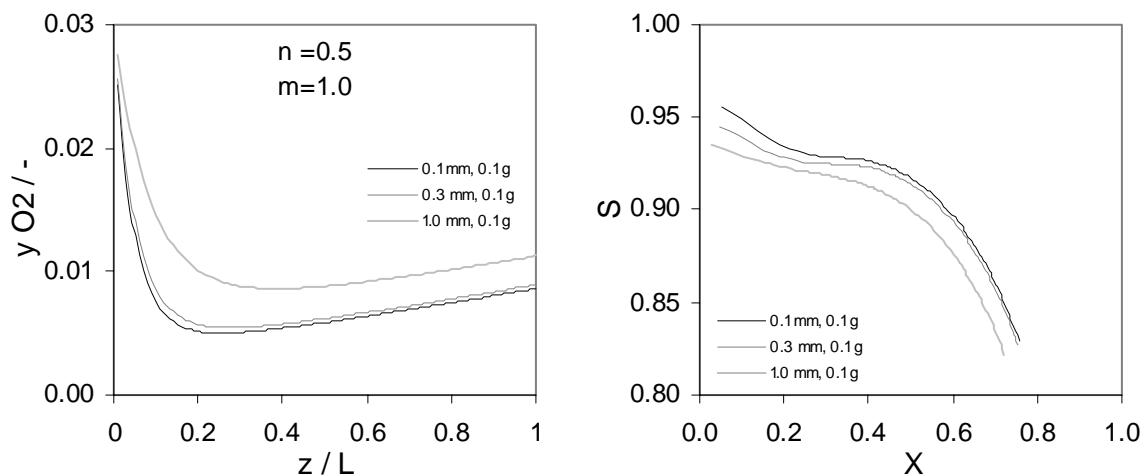 0.03
0.02
0.01
0.00
y O2 / -
n =0.5
m=1.0
0.1mm, 0.1g
0.3 mm, 0.1g
1.0 mm, 0.1g
0 0.2 0.4 0.6 0.8 1
z / L
1.00
0.95
0.90
0.85
0.80
S
0.1mm, 0.1g
0.3 mm, 0.1g
1.0 mm, 0.1g
0.0 0.2 0.4 0.6 0.8 1.0
X